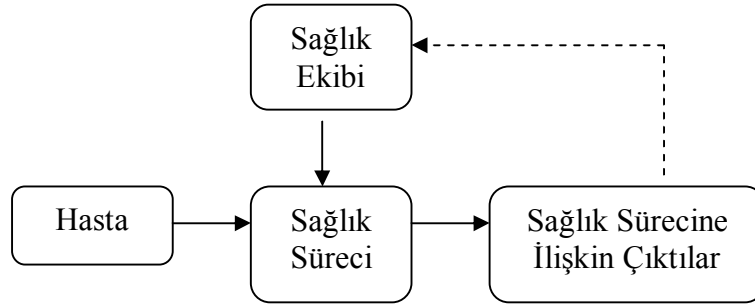 Sağlık
Ekibi
Hasta
Sağlık
Süreci
Sağlık Sürecine
İlişkin Çıktılar